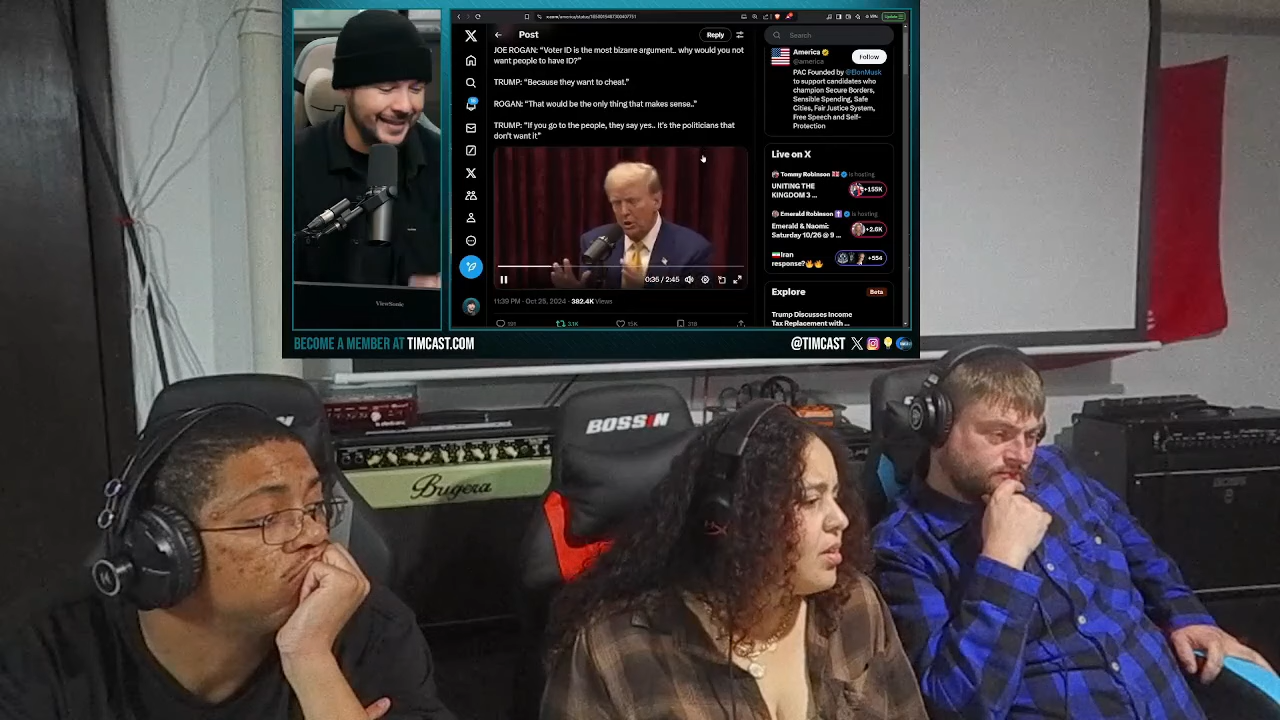 Post
Reply
JOE ROGAN: "Voter ID is the most bizarre argument.. why would you not
want people to have ID?"
TRUMP: "Because they want to cheat."
ROGAN: "That would be the only thing that makes sense.."
TRUMP: "If you go to the people, they say yes.. It's the politicians that
don't want it"
0:35 / 2:45
11:39 PM · Oct 25, 2024 · 382.4K Views
3.1K
15K
318
Search
America
@america
Follow
PAC Founded by @ElonMusk
to support candidates who
champion Secure Borders,
Sensible Spending, Safe
Cities, Fair Justice System,
Free Speech and Self-
Protection
Live on X
Tommy Robinson is hosting
UNITING THE
KINGDOM 3 ...
+155K
Emerald Robinson is hosting
Emerald & Naomi:
Saturday 10/26 @ 9 ...
+2.6K
Iran
response?
+554
Explore
Beta
Trump Discusses Income
Tax Replacement with ...
ViewSonic
BECOME A MEMBER AT TIMCAST.COM
@TIMCAST
BOSSIN
Bugera